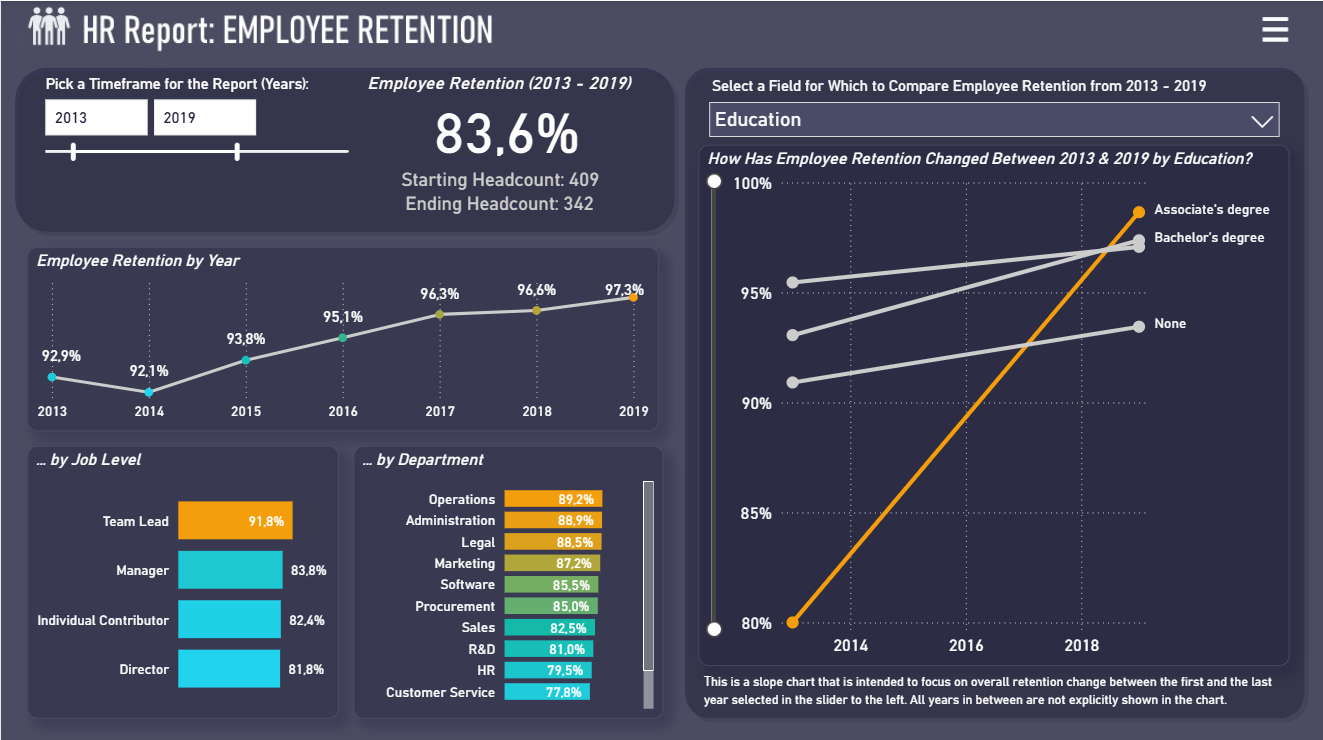 HR Report: EMPLOYEE RETENTION
Pick a Timeframe for the Report (Years):
2013
2019
Employee Retention (2013 - 2019)
83,6%
Starting Headcount: 409
Ending Headcount: 342
Employee Retention by Year
92,9%
92,1%
93,8%
95,1%
96,3%
96,6%
97,3%
2013
2014
2015
2016
2017
2018
2019
... by Job Level
Team Lead
91,8%
Manager
83,8%
Individual Contributor
82,4%
Director
81,8%
... by Department
Operations
89,2%
Administration
88,9%
Legal
88,5%
Marketing
87,2%
Software
85,5%
Procurement
85,0%
Sales
82,5%
R&D
81,0%
HR
79,5%
Customer Service
77,8%
Select a Field for Which to Compare Employee Retention from 2013 - 2019
Education
How Has Employee Retention Changed Between 2013 & 2019 by Education?
100%
95%
90%
85%
80%
Associate's degree
Bachelor's degree
None
2014
2016
2018
This is a slope chart that is intended to focus on overall retention change between the first and the last
year selected in the slider to the left. All years in between are not explicitly shown in the chart.